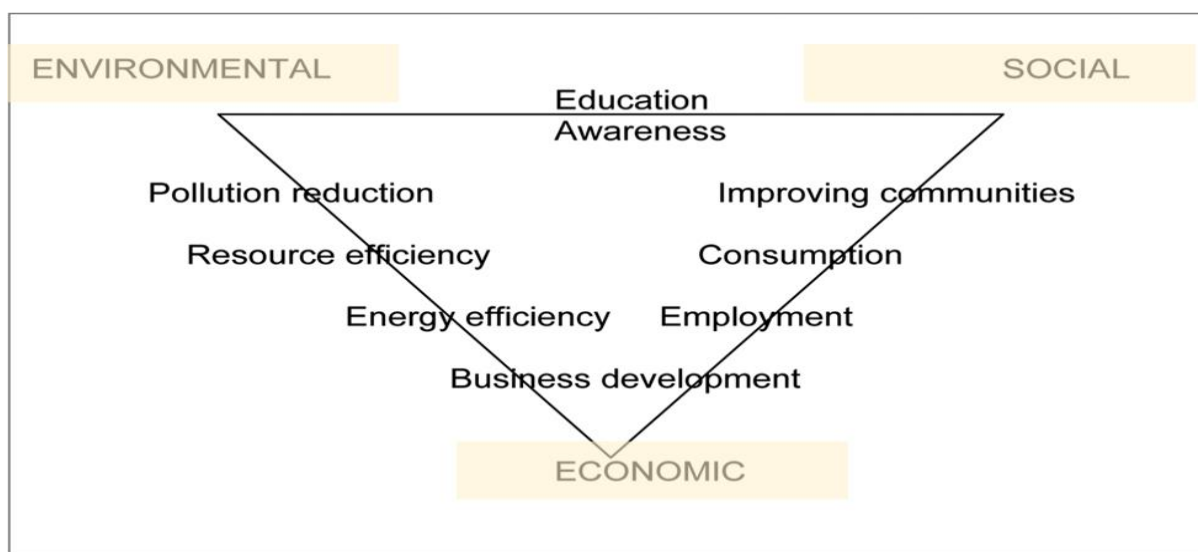 ENVIRONMENTAL
SOCIAL
Education
Awareness
Pollution reduction
Improving communities
Resource efficiency
Consumption
Energy efficiency
Employment
Business development
ECONOMIC